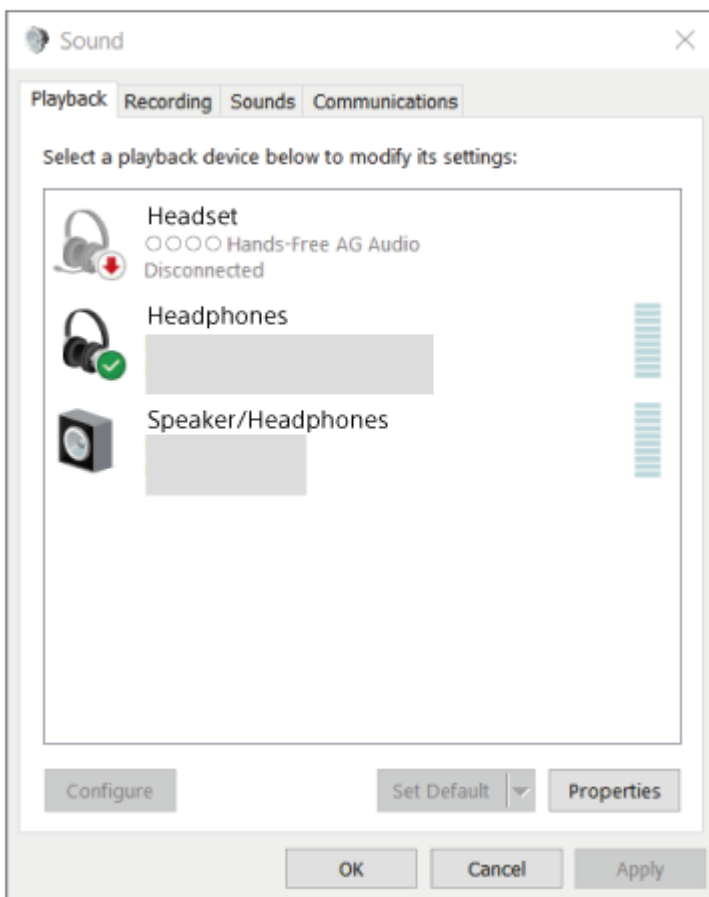 Sound
Playback Recording Sounds Communications
Select a playback device below to modify its settings:
Headset
○○○○ Hands-Free AG Audio
Disconnected
Headphones
Speaker/Headphones
Configure Set Default Properties
OK Cancel Apply